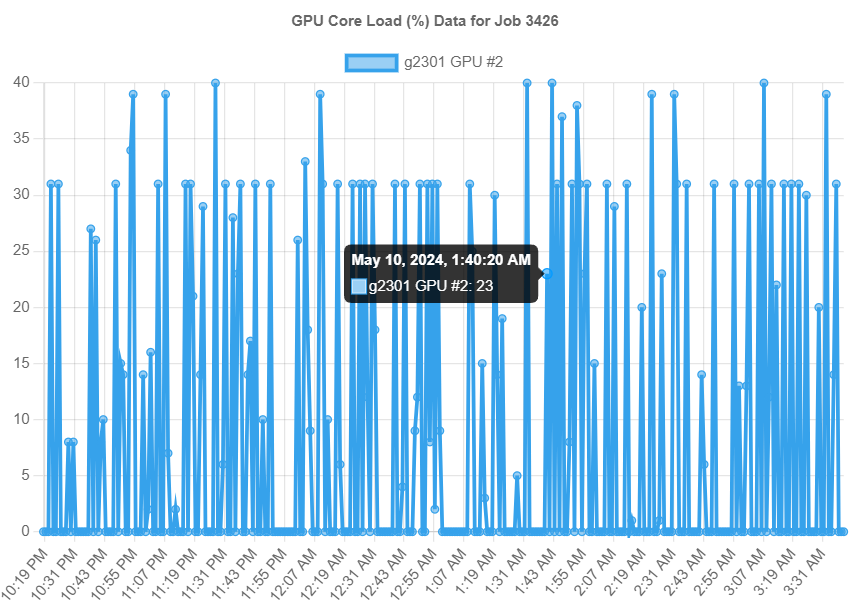 GPU Core Load (%) Data for Job 3426
g2301 GPU #2
40
35
30
25
20
15
10
5
0
May 10, 2024, 1:40:20 AM
g2301 GPU #2: 23
10:19 PM
10:31 PM
10:43 PM
10:55 PM
11:07 PM
11:19 PM
11:31 PM
11:43 PM
11:55 PM
12:07 AM
12:19 AM
12:31 AM
12:43 AM
12:55 AM
1:07 AM
1:19 AM
1:31 AM
1:43 AM
1:55 AM
2:07 AM
2:19 AM
2:31 AM
2:43 AM
2:55 AM
3:07 AM
3:19 AM
3:31 AM